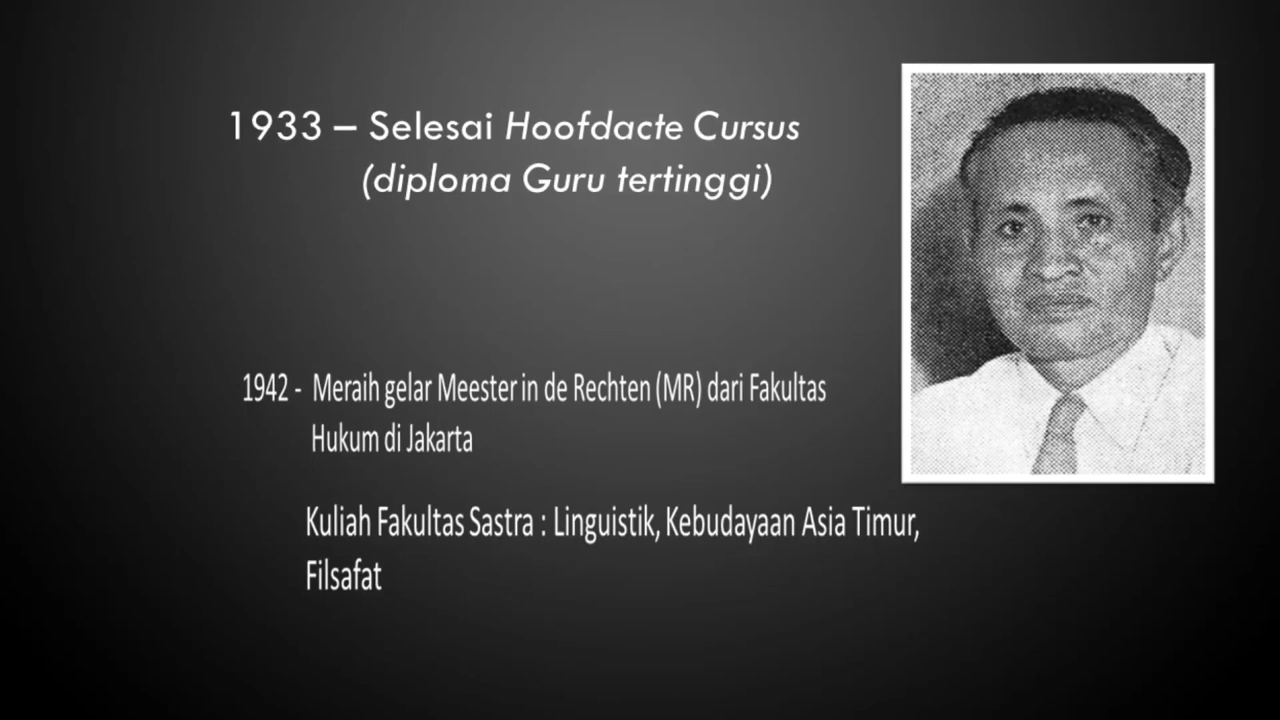 1933 – Selesai Hoofdacte Cursus
(diploma Guru tertinggi)
1942 - Meraih gelar Meester in de Rechten (MR) dari Fakultas
Hukum di Jakarta
Kuliah Fakultas Sastra : Linguistik, Kebudayaan Asia Timur,
Filsafat